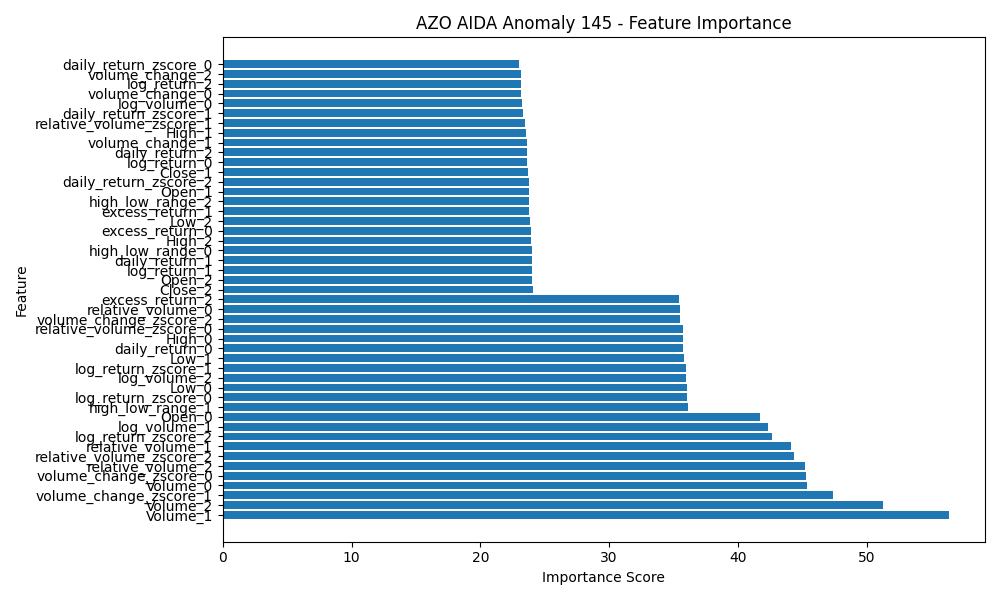 AZO AIDA Anomaly 145 - Feature Importance
Feature
daily_return_zscore_0
volume_change_2
log_return_2
volume_change_0
log_volume_0
daily_return_zscore_1
relative_volume_zscore_1
High_1
volume_change_1
daily_return_2
log_return_0
Close_1
daily_return_zscore_2
Open_1
high_low_range_2
excess_return_1
Low_2
excess_return_0
High_2
high_low_range_0
daily_return_1
log_return_1
Open_2
Close_2
excess_return_2
relative_volume_0
volume_change_zscore_2
relative_volume_zscore_0
High_0
daily_return_0
Low_1
log_return_zscore_1
log_volume_2
Low_0
log_return_zscore_0
high_low_range_1
Open_0
log_volume_1
log_return_zscore_2
relative_volume_1
relative_volume_zscore_2
relative_volume_2
volume_change_zscore_0
Volume_0
volume_change_zscore_1
Volume_2
Volume_1
0 10 20 30 40 50
Importance Score